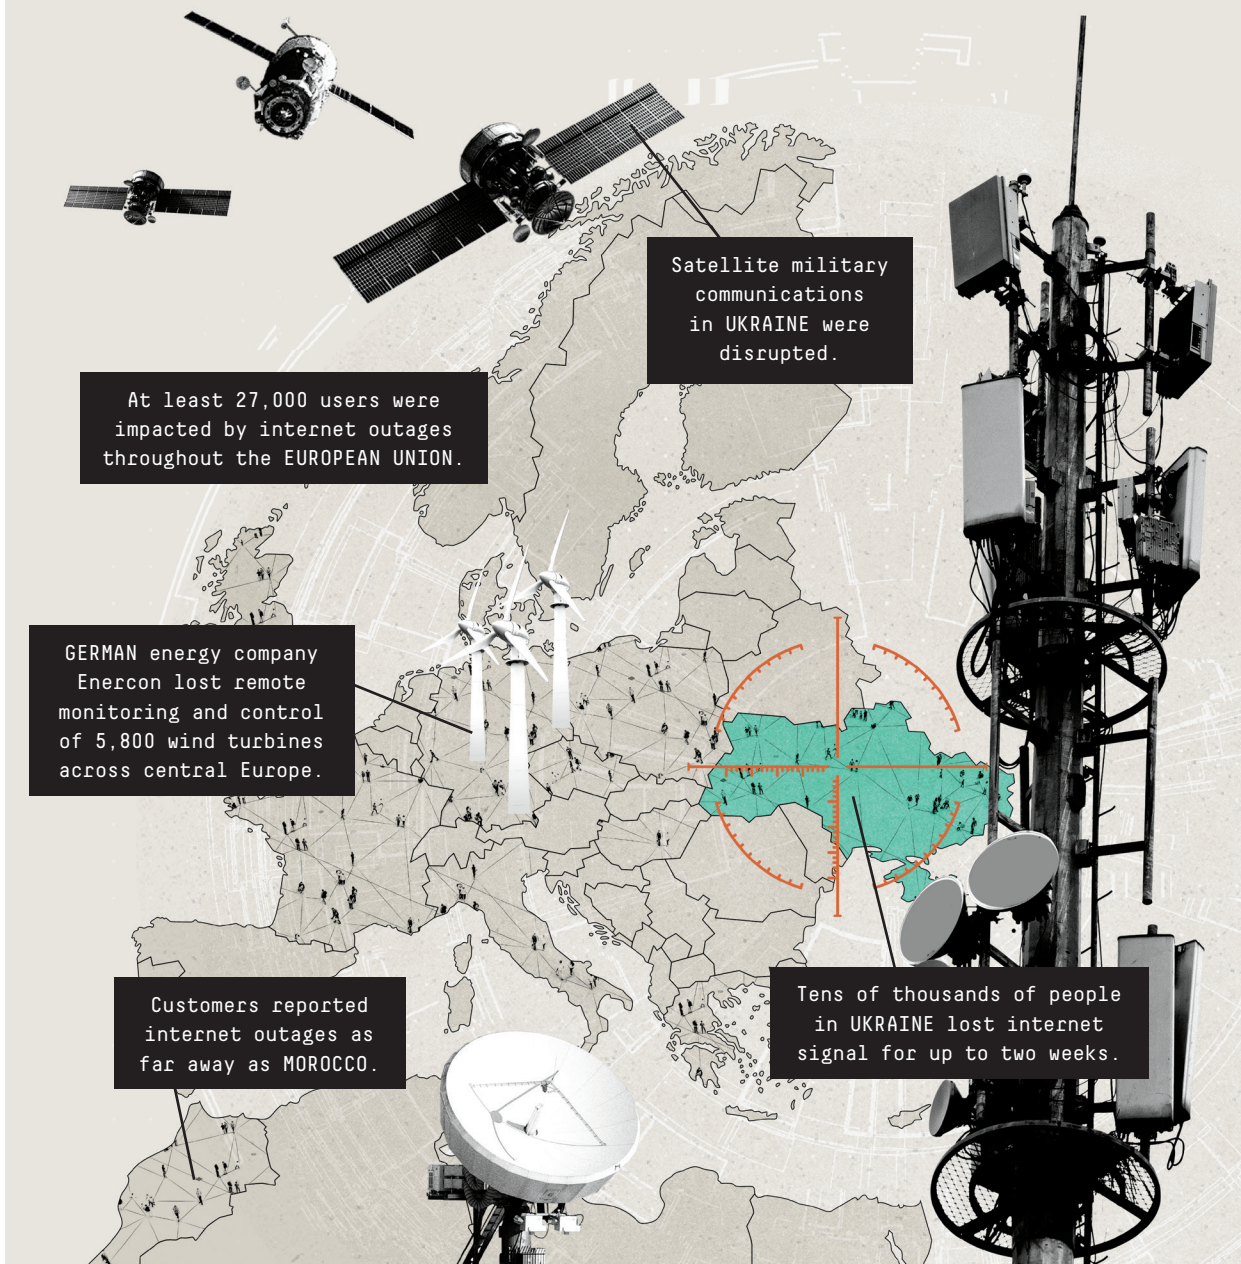 Satellite military
communications
in UKRAINE were
disrupted.
At least 27,000 users were
impacted by internet outages
throughout the EUROPEAN UNION.
GERMAN energy company
Enercon lost remote
monitoring and control
of 5,800 wind turbines
across central Europe.
Customers reported
internet outages as
far away as MOROCCO.
Tens of thousands of people
in UKRAINE lost internet
signal for up to two weeks.